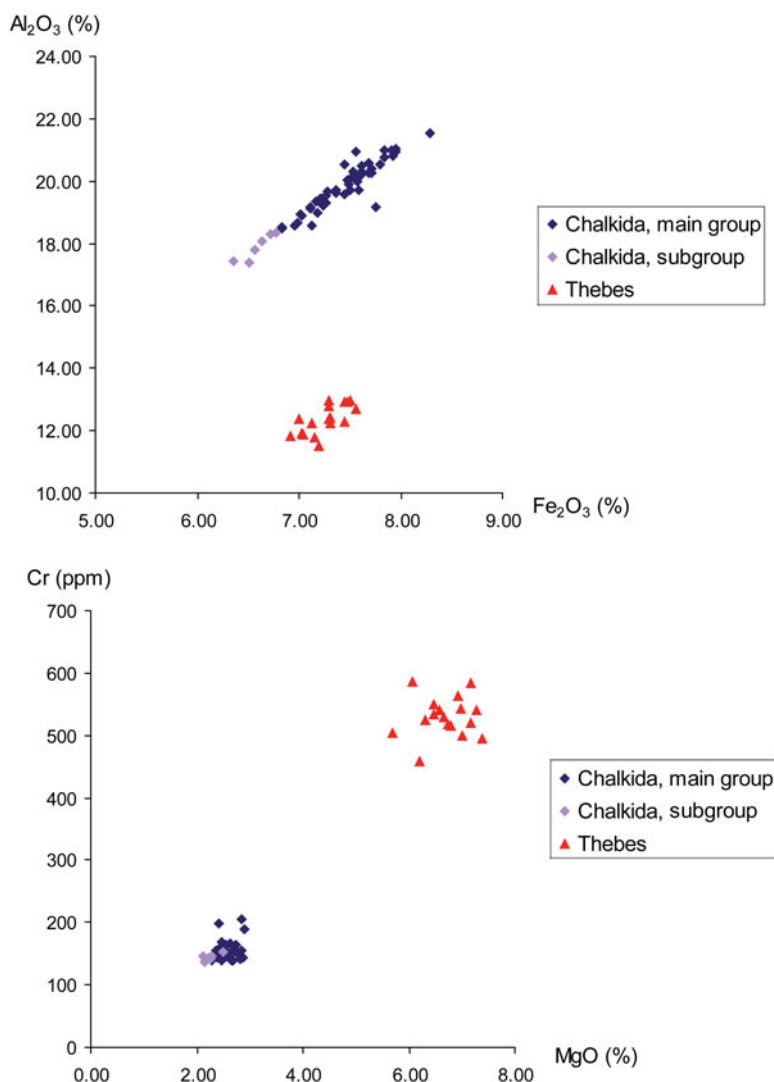 Al₂O₃ (%)
24.00
22.00
20.00
18.00
16.00
14.00
12.00
10.00
5.00 6.00 7.00 8.00 9.00
Fe₂O₃ (%)
Chalkida, main group
Chalkida, subgroup
Thebes
Cr (ppm)
700
600
500
400
300
200
100
0
0.00 2.00 4.00 6.00 8.00
MgO (%)
Chalkida, main group
Chalkida, subgroup
Thebes